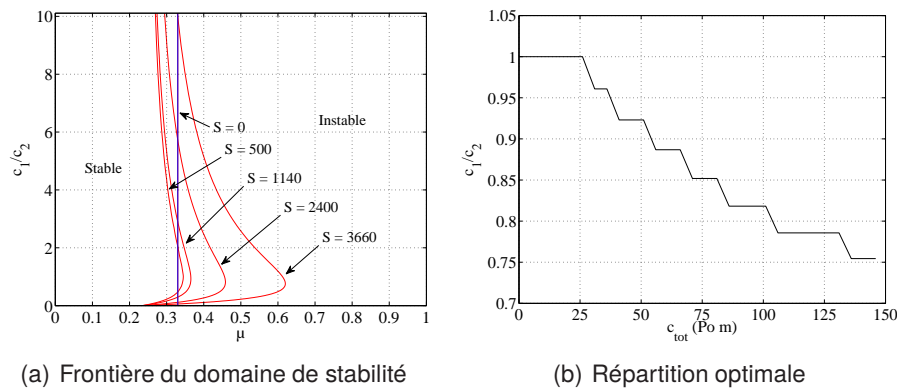 10
8
6
4
2
0
c1/c2
0
0.1
0.2
0.3
0.4
0.5
0.6
0.7
0.8
0.9
1
μ
Stable
Instable
S = 0
S = 500
S = 1140
S = 2400
S = 3660
(a) Frontière du domaine de stabilité
1.05
1
0.95
0.9
0.85
0.8
0.75
0.7
c1/c2
0
25
50
75
100
125
150
ctot (Po m)
(b) Répartition optimale